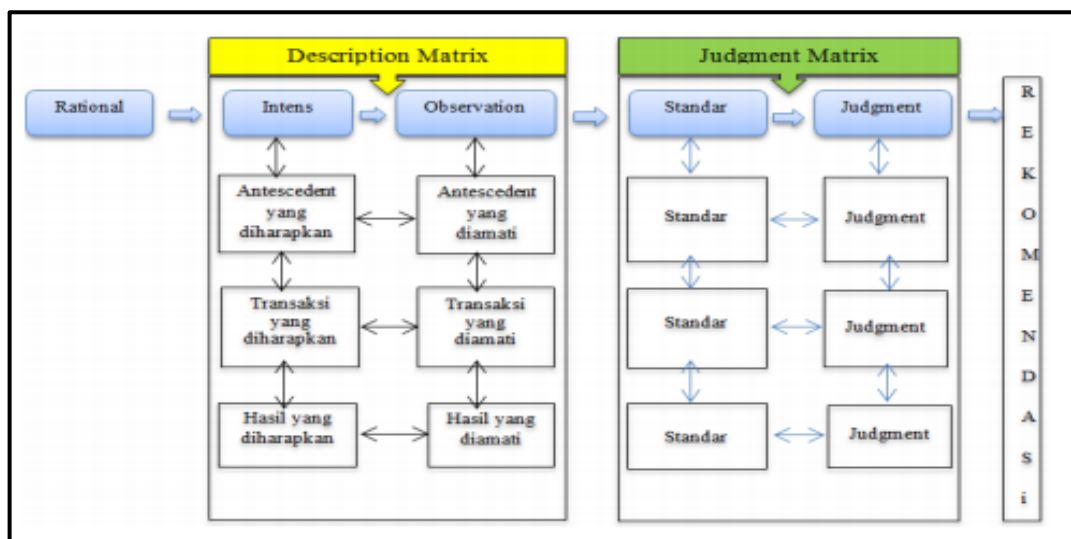 Description Matrix
Judgment Matrix
Rational
Intens
Observation
Standar
Judgment
Antescedent
yang
diharapkan
Antescedent
yang
diamati
Standar
Judgment
Transaksi
yang
diharapkan
Transaksi
yang
diamati
Standar
Judgment
Hasil yang
diharapkan
Hasil yang
diamati
Standar
Judgment
R
E
K
O
M
E
N
D
A
S
i